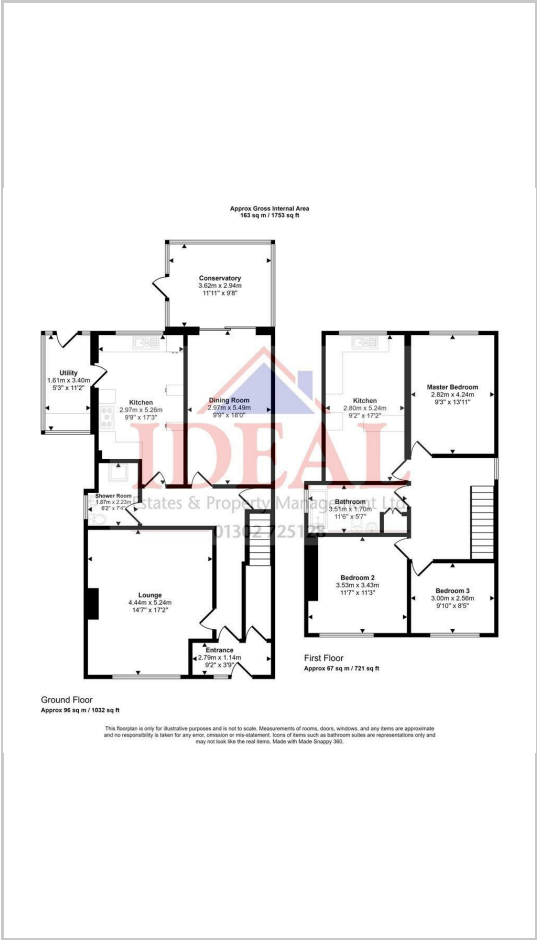 Approx Gross Internal Area
163 sq m / 1753 sq ft
Conservatory
3.62m x 2.94m
11'11" x 9'8"
Utility
1.61m x 3.40m
5'3" x 11'2"
Kitchen
2.97m x 5.26m
9'9" x 17'3"
Dining Room
2.97m x 5.49m
9'9" x 18'0"
Kitchen
2.80m x 5.24m
9'2" x 17'2"
Master Bedroom
2.82m x 4.24m
9'3" x 13'11"
IDEAL
Estates & Property Management Ltd
01302 725128
Shower Room
1.87m x 2.23m
6'2" x 7'4"
Bathroom
3.51m x 1.70m
11'6" x 5'7"
Lounge
4.44m x 5.24m
14'7" x 17'2"
Bedroom 2
3.53m x 3.43m
11'7" x 11'3"
Bedroom 3
3.00m x 2.56m
9'10" x 8'5"
Entrance
2.79m x 1.14m
9'2" x 3'9"
First Floor
Approx 67 sq m / 721 sq ft
Ground Floor
Approx 96 sq m / 1032 sq ft
This floorplan is only for illustrative purposes and is not to scale. Measurements of rooms, doors, windows, and any items are approximate
and no responsibility is taken for any error, omission or mis-statement. Icons of items such as bathroom suites are representations only and
may not look like the real items. Made with Made Snappy 360.